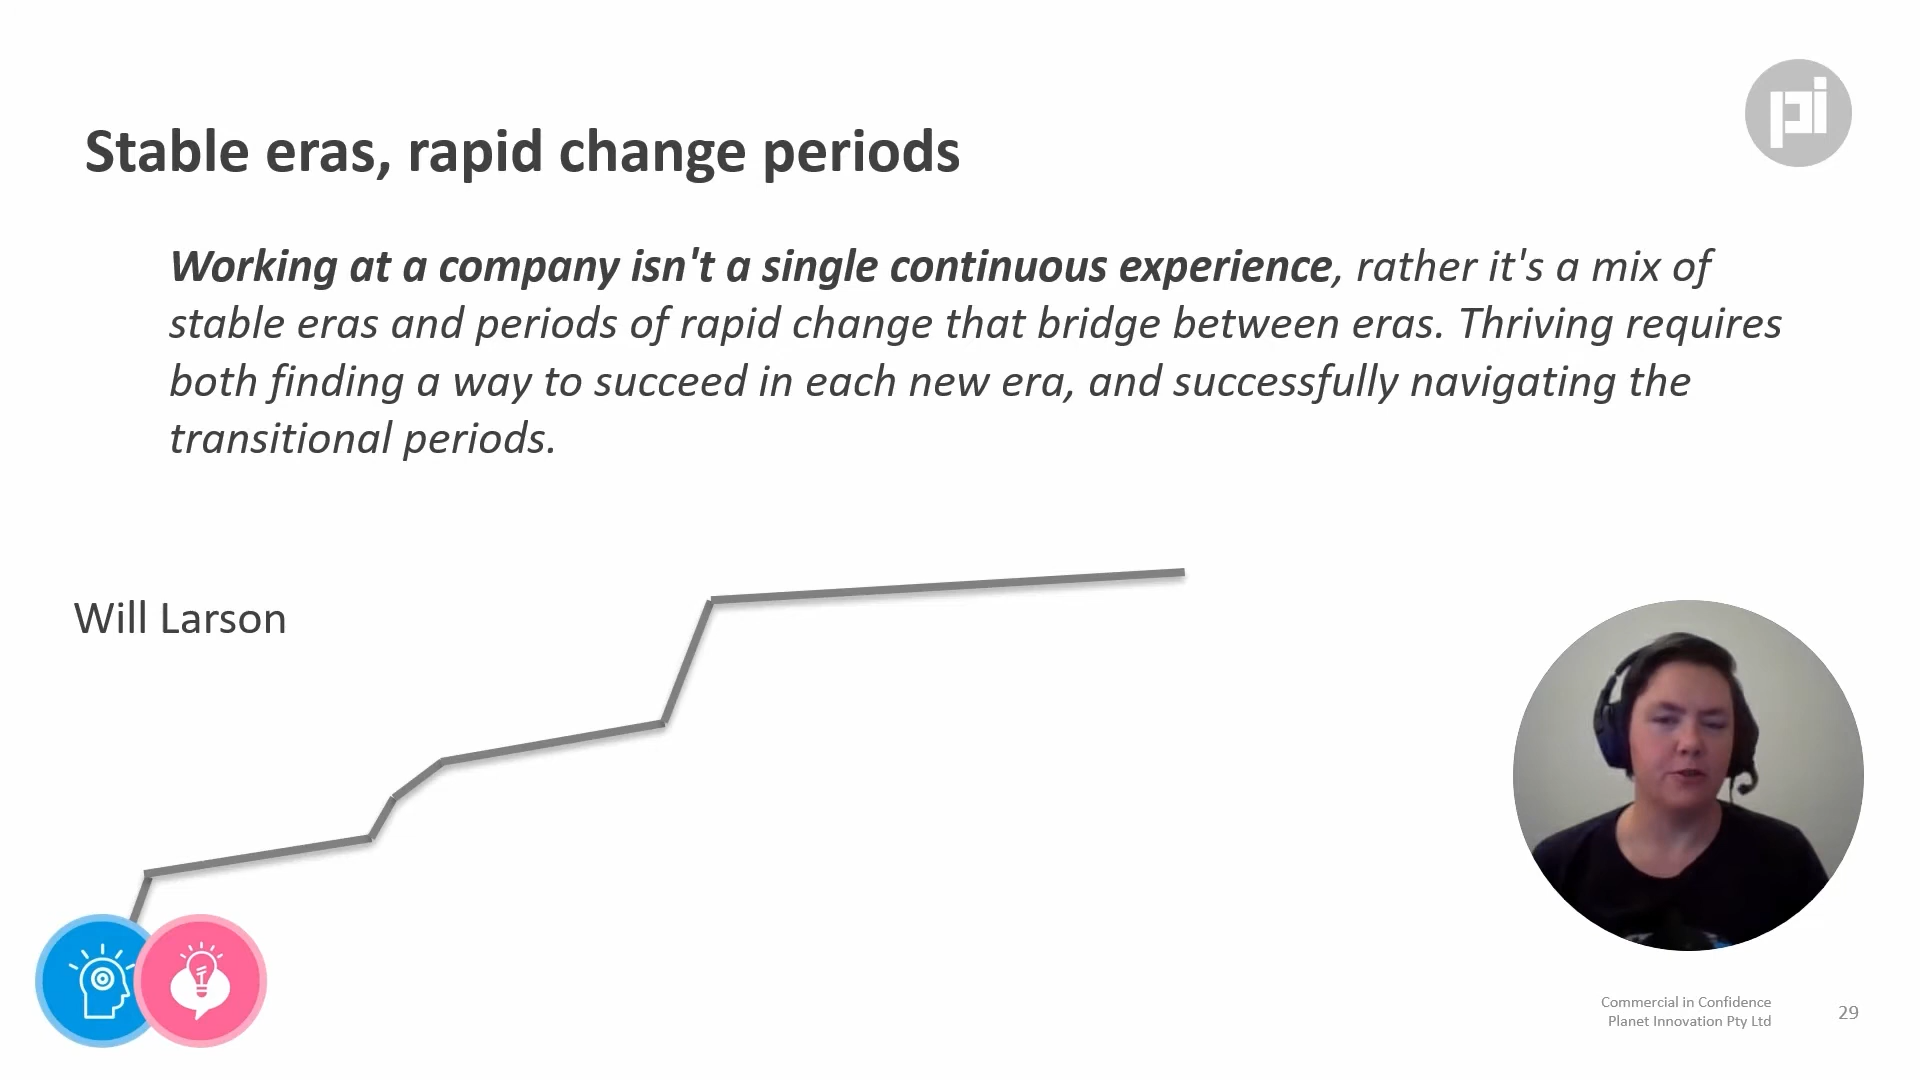 pi
Stable eras, rapid change periods
Working at a company isn't a single continuous experience, rather it's a mix of
stable eras and periods of rapid change that bridge between eras. Thriving requires
both finding a way to succeed in each new era, and successfully navigating the
transitional periods.
Will Larson
Commercial in Confidence
Planet Innovation Pty Ltd
29